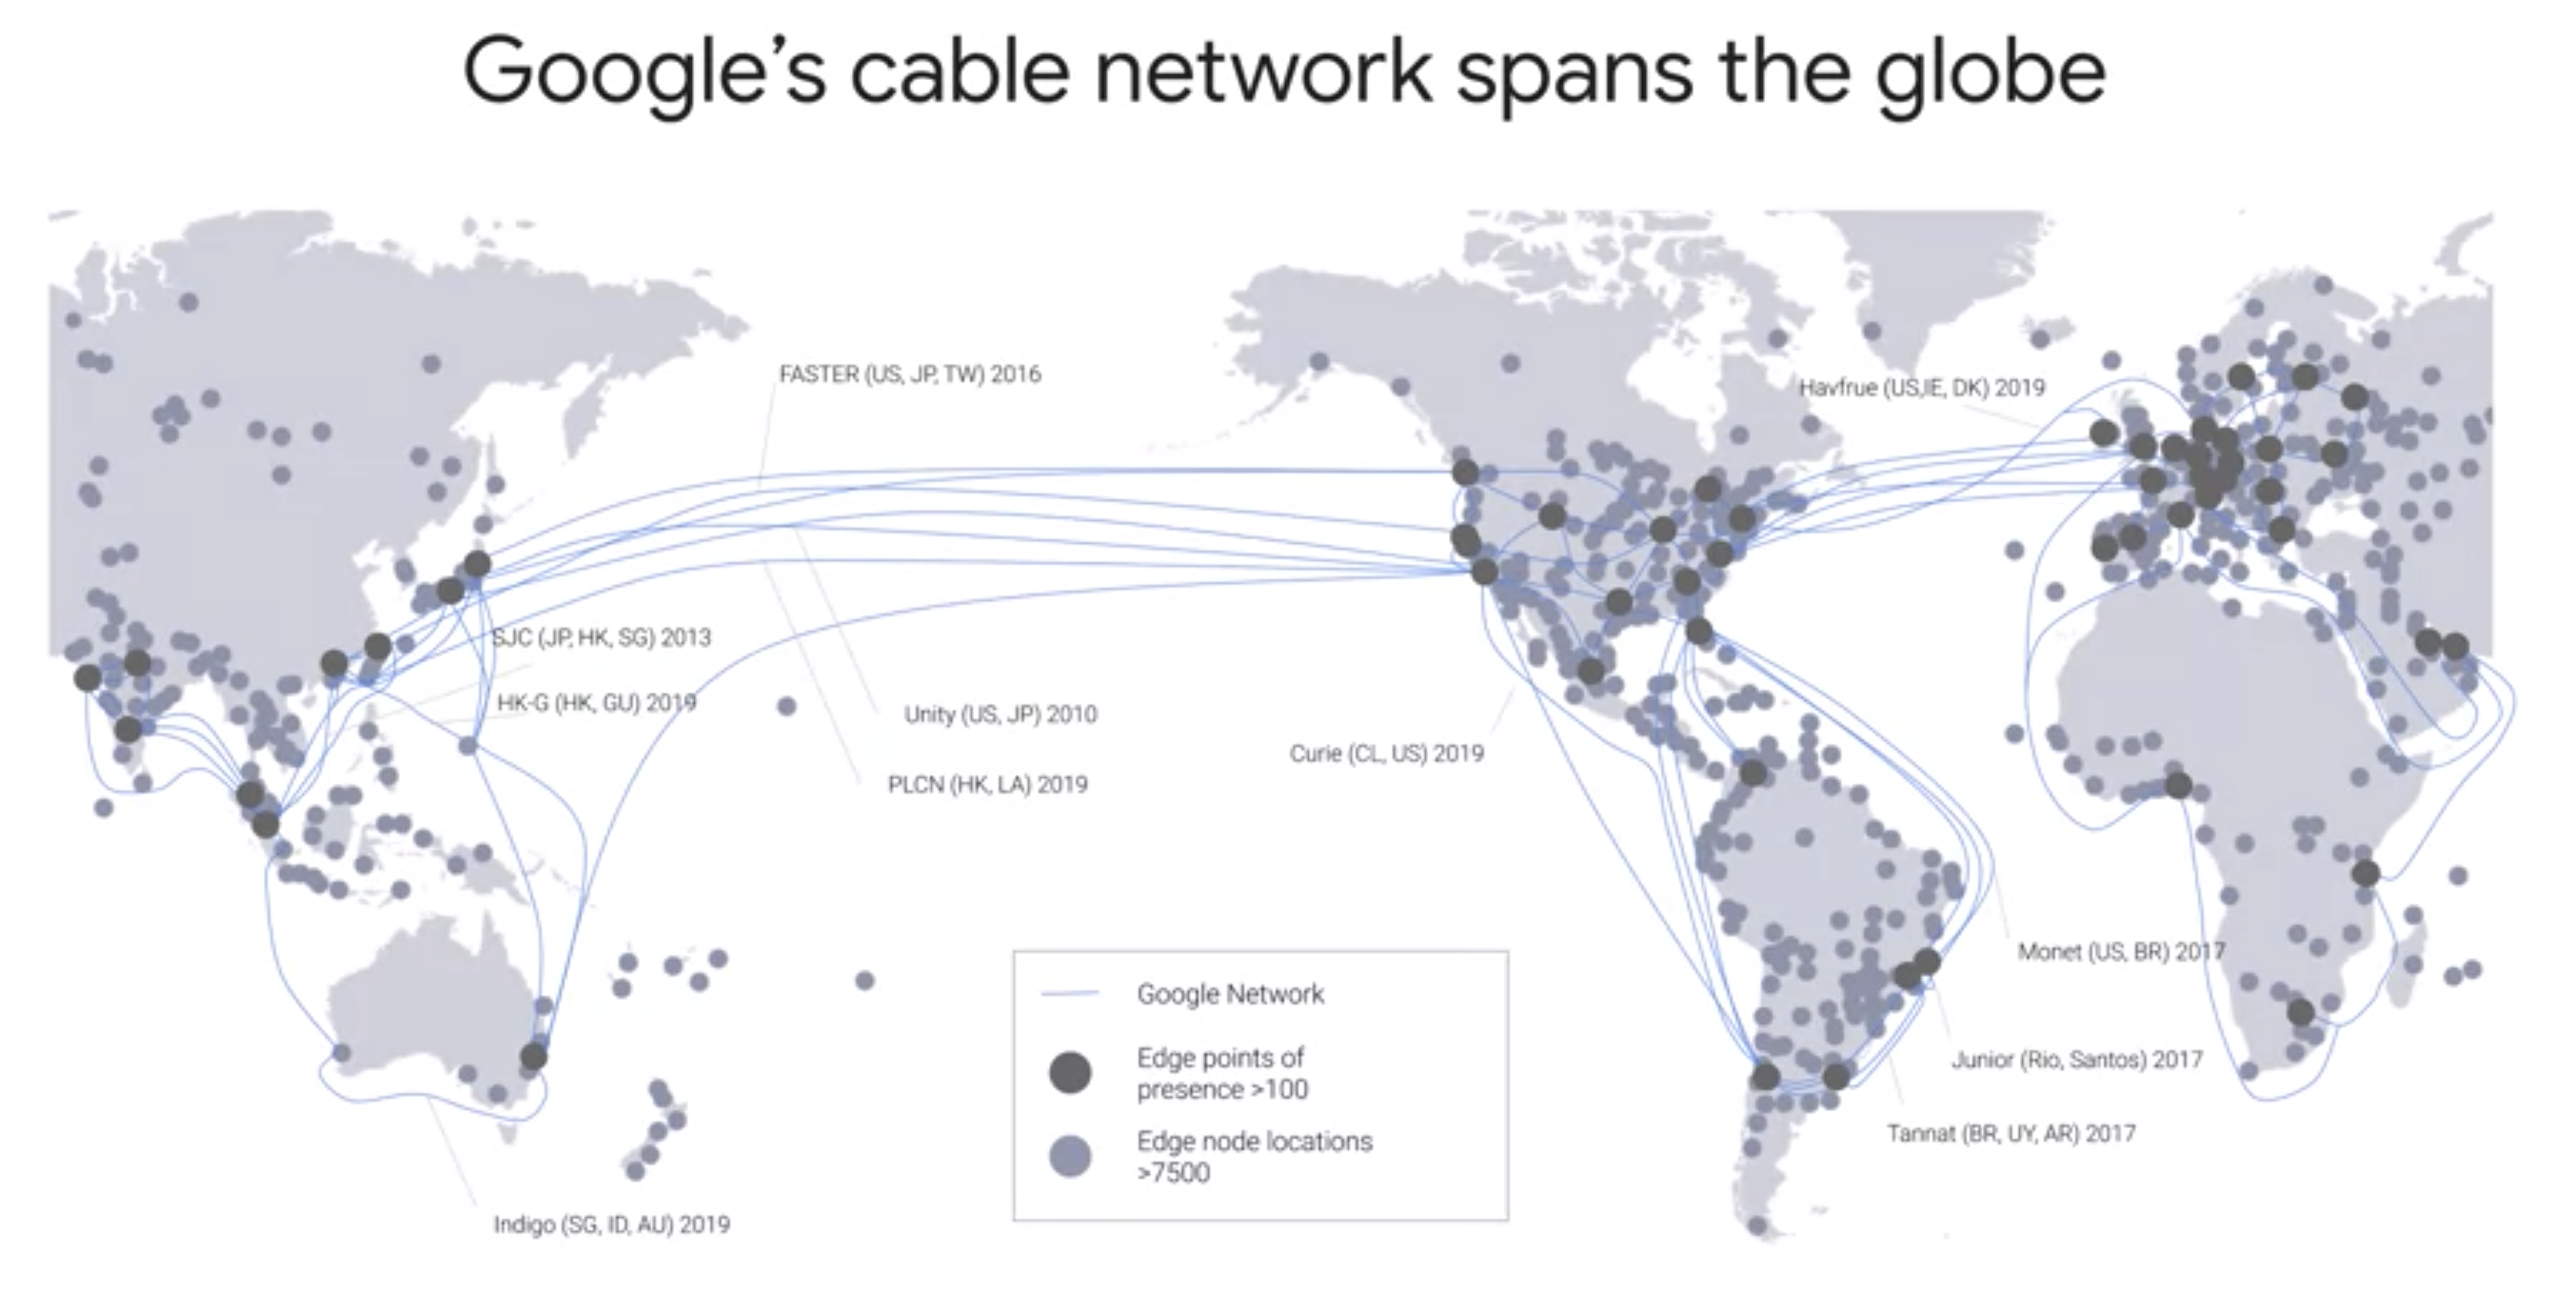 Google’s cable network spans the globe
FASTER (US, JP, TW) 2016
Havfrue (US,IE, DK) 2019
SJC (JP, HK, SG) 2013
HK-G (HK, GU) 2019
Unity (US, JP) 2010
Curie (CL, US) 2019
PLCN (HK, LA) 2019
Monet (US, BR) 2017
Google Network
Edge points of
presence >100
Edge node locations
>7500
Junior (Rio, Santos) 2017
Tannat (BR, UY, AR) 2017
Indigo (SG, ID, AU) 2019